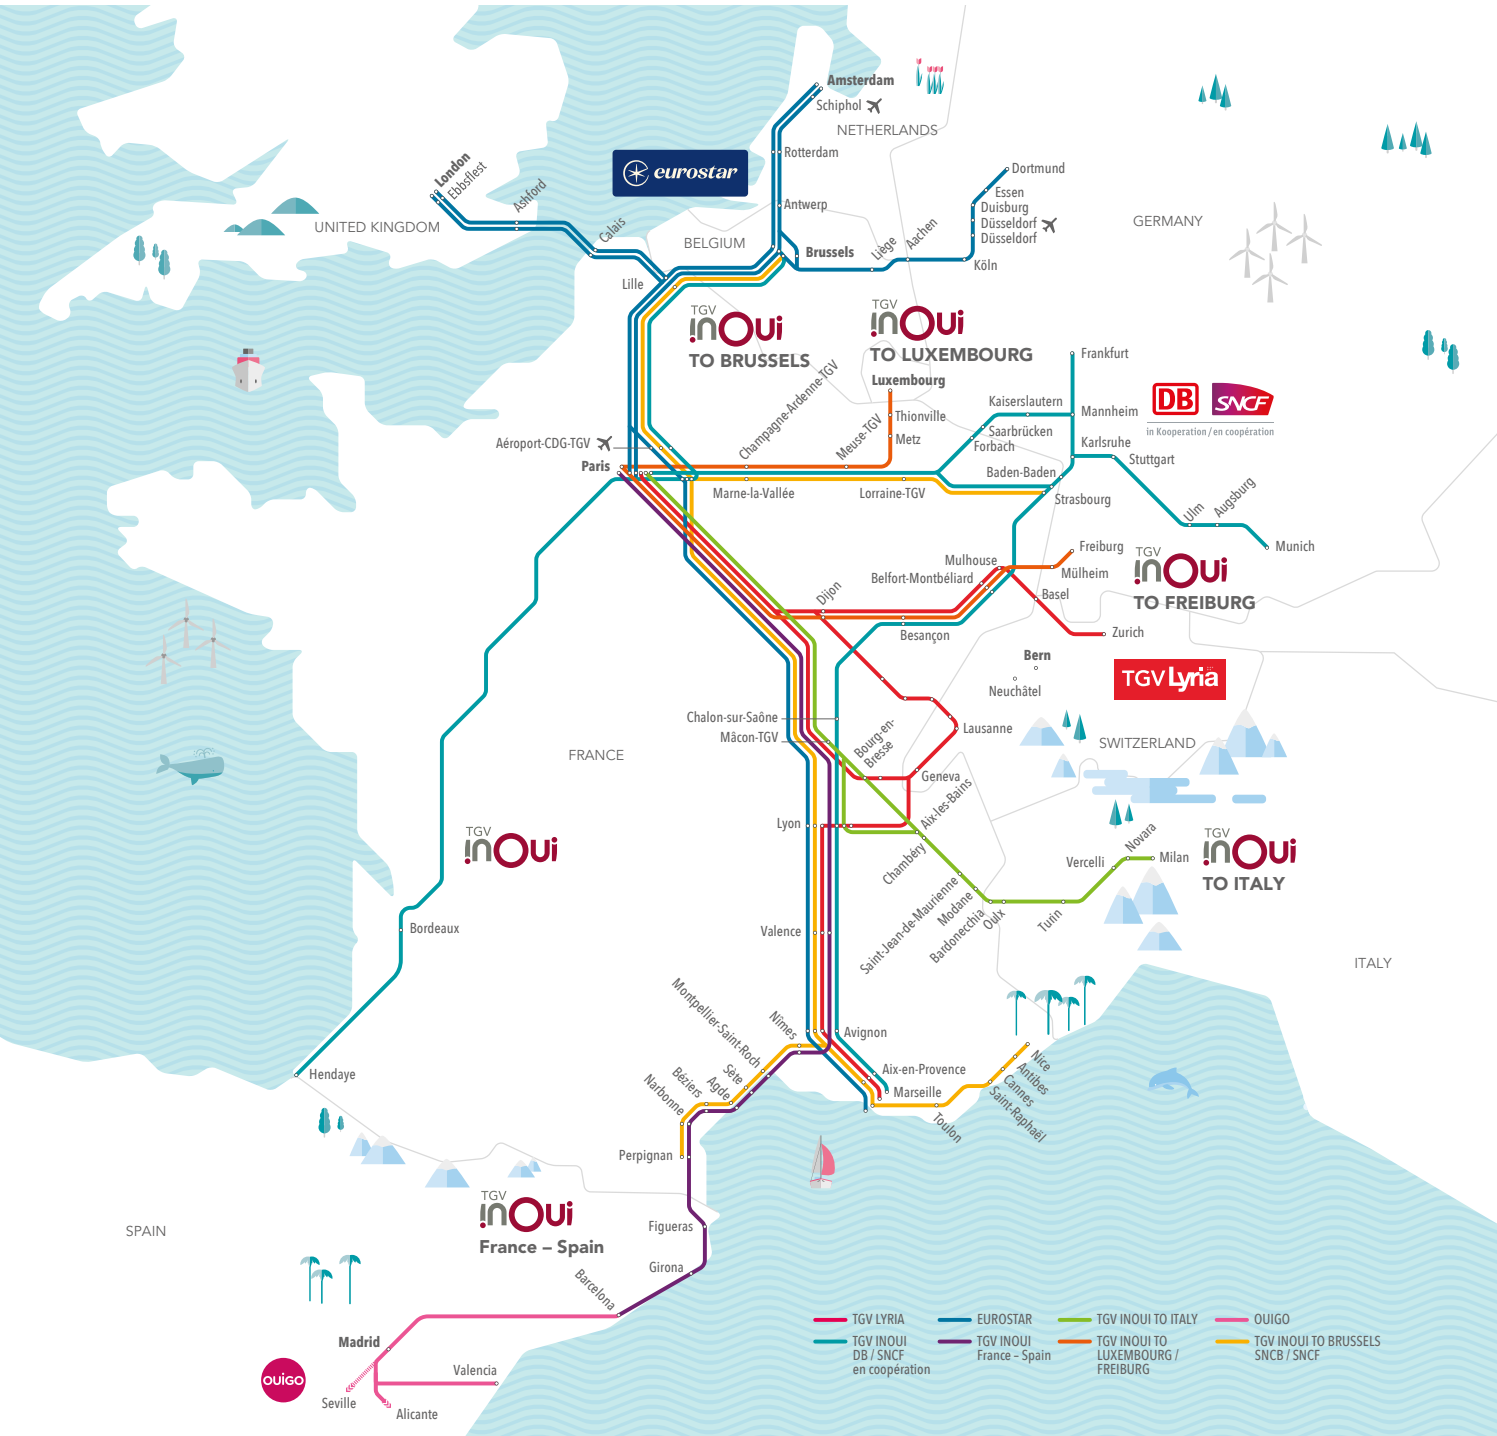 Amsterdam
Schiphol
NETHERLANDS
Rotterdam
eurostar
London
Ebbsflest
Ashford
Dortmund
Essen
Duisburg
Düsseldorf
Düsseldorf
Antwerp
UNITED KINGDOM
GERMANY
Calais
BELGIUM
Brussels
Liège
Aachen
Köln
Lille
TGV
inOui
TO BRUSSELS
TGV
inOui
TO LUXEMBOURG
Frankfurt
Luxembourg
Champagne-Ardenne-TGV
Kaiserslautern
Mannheim
DB
SNCF
in Kooperation / en coopération
Thionville
Meuse-TGV
Metz
Saarbrücken
Forbach
Karlsruhe
Stuttgart
Aéroport-CDG-TGV
Paris
Baden-Baden
Marne-la-Vallée
Lorraine-TGV
Strasbourg
Ulm
Augsburg
Munich
Freiburg
Mulhouse
Mülheim
Belfort-Montbéliard
TGV
inOui
TO FREIBURG
Dijon
Basel
Besançon
Zurich
Bern
Neuchâtel
TGV Lyria
Chalon-sur-Saône
Mâcon-TGV
Bourg-en-
Bresse
Lausanne
SWITZERLAND
FRANCE
Geneva
Aix-les-Bains
Lyon
TGV
inOui
Chambéry
Novara
Vercelli
Milan
TGV
inOui
TO ITALY
Saint-Jean-de-Maurienne
Modane
Bardonecchia
Oulx
Turin
Bordeaux
Valence
ITALY
Montpellier-Saint-Roch
Nîmes
Avignon
Hendaye
Aix-en-Provence
Marseille
Nice
Antibes
Cannes
Saint-Raphaël
Toulon
Sète
Agde
Béziers
Narbonne
Perpignan
TGV
inOui
France – Spain
SPAIN
Figueras
Girona
Barcelona
Madrid
OUIGO
Valencia
Seville
Alicante
TGV LYRIA
EUROSTAR
TGV INOUI TO ITALY
OUIGO
TGV INOUI
DB / SNCF
en coopération
TGV INOUI
France – Spain
TGV INOUI TO
LUXEMBOURG /
FREIBURG
TGV INOUI TO BRUSSELS
SNCB / SNCF